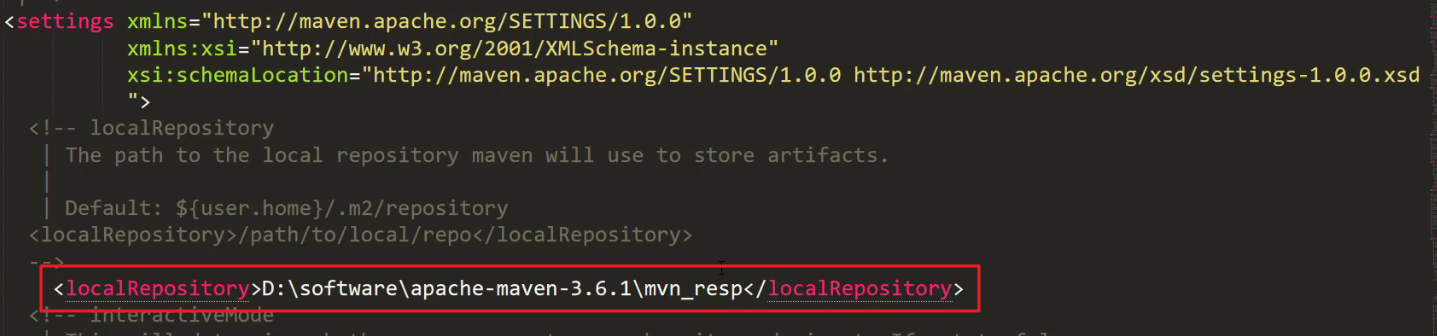 <settings xmlns="http://maven.apache.org/SETTINGS/1.0.0"
xmlns:xsi="http://www.w3.org/2001/XMLSchema-instance"
xsi:schemaLocation="http://maven.apache.org/SETTINGS/1.0.0 http://maven.apache.org/xsd/settings-1.0.0.xsd
">
<!-- localRepository
| The path to the local repository maven will use to store artifacts.
|
| Default: ${user.home}/.m2/repository
<localRepository>/path/to/local/repo</localRepository>
-->
<localRepository>D:\software\apache-maven-3.6.1\mvn_resp</localRepository>
<!-- interactiveMode